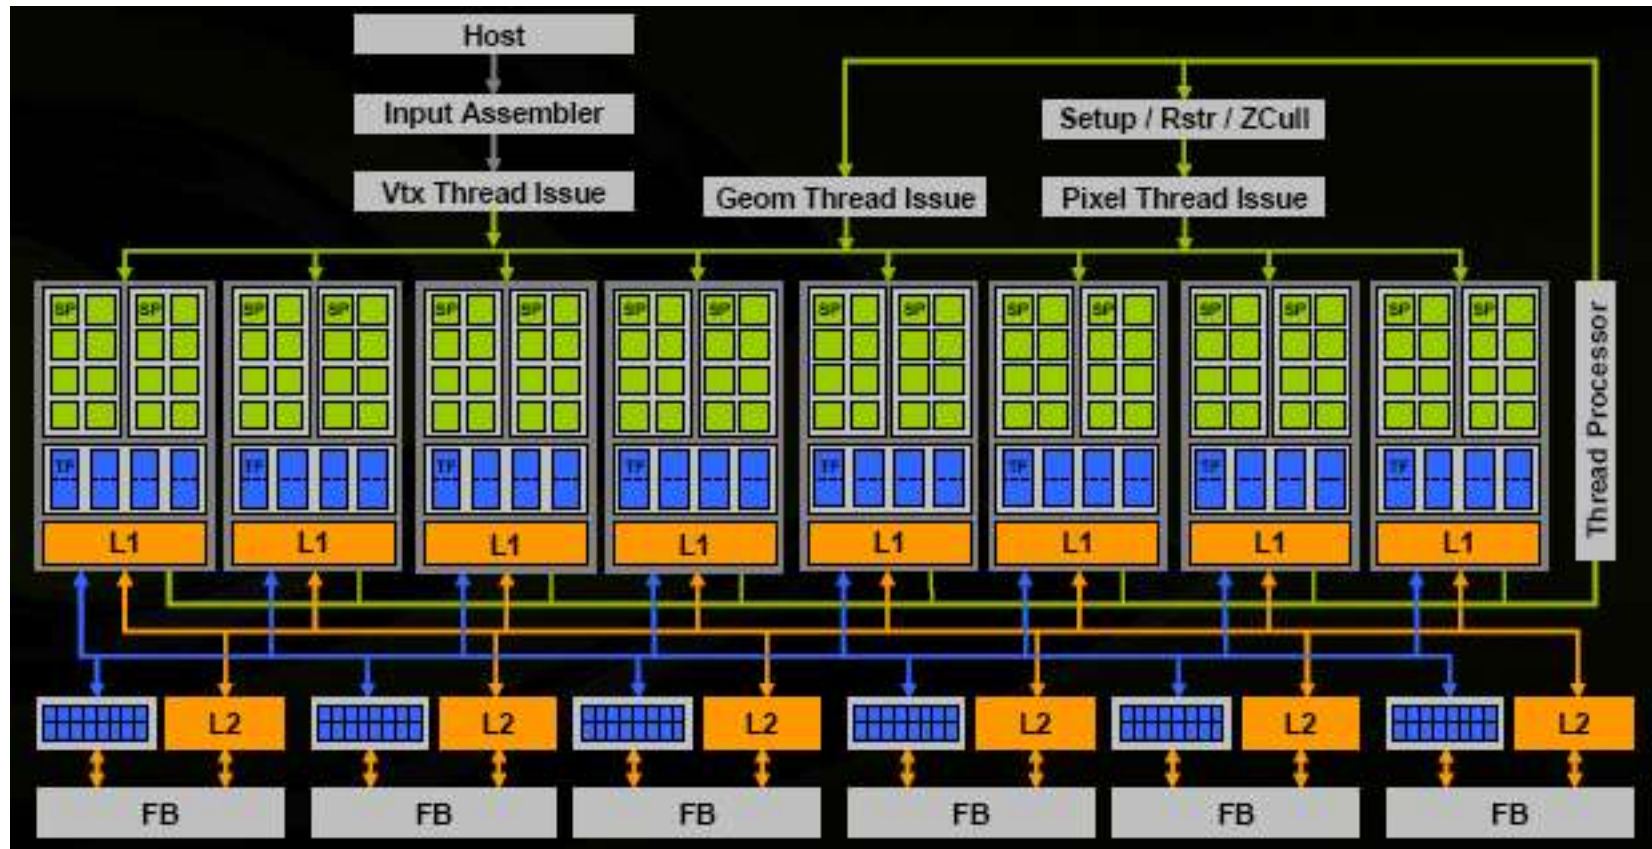 Host
Input Assembler
Setup / Rstr / ZCull
Vtx Thread Issue
Geom Thread Issue
Pixel Thread Issue
SP SP SP SP SP SP SP SP SP SP SP SP SP SP SP SP
TF TF TF TF TF TF TF TF
L1 L1 L1 L1 L1 L1 L1 L1
Thread Processor
L2 L2 L2 L2 L2 L2
FB FB FB FB FB FB